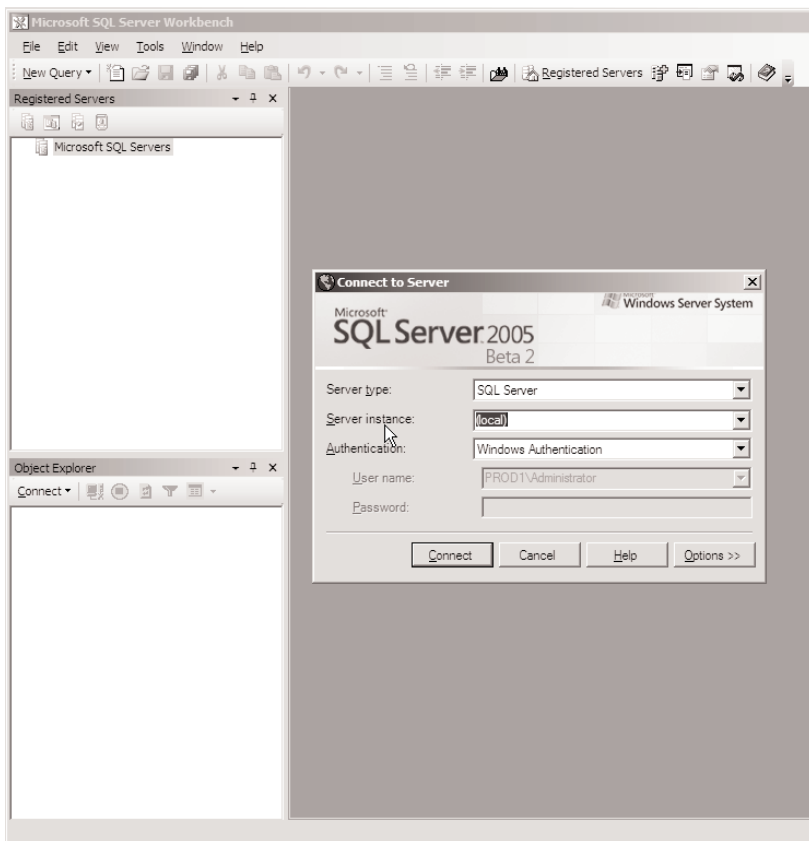 Microsoft SQL Server Workbench
File Edit View Tools Window Help
New Query Registered Servers
Registered Servers
Microsoft SQL Servers
Connect to Server
Microsoft
Windows Server System
Microsoft
SQL Server 2005
Beta 2
Server type: SQL Server
Server instance: (local)
Authentication: Windows Authentication
User name: PROD1\Administrator
Password:
Connect Cancel Help Options >>
Object Explorer
Connect